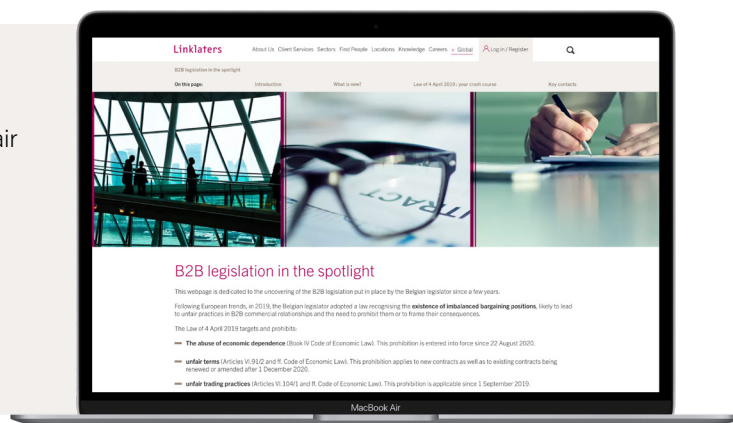 air
Linklaters
About Us Client Services Sectors Find People Locations Knowledge Careers > Global Log in / Register
B2B legislation in the spotlight
On this page: Introduction What is new? Law of 4 April 2019 : your crash course Key contacts
TRACT
B2B legislation in the spotlight
This webpage is dedicated to the uncovering of the B2B legislation put in place by the Belgian legislator since a few years.
Following European trends, in 2019, the Belgian legislator adopted a law recognising the existence of imbalanced bargaining positions, likely to lead
to unfair practices in B2B commercial relationships and the need to prohibit them or to frame their consequences.
The Law of 4 April 2019 targets and prohibits:
The abuse of economic dependence (Book IV Code of Economic Law). This prohibition is entered into force since 22 August 2020.
unfair terms (Articles VI.91/2 and ff. Code of Economic Law). This prohibition applies to new contracts as well as to existing contracts being
renewed or amended after 1 December 2020.
unfair trading practices (Articles VI.104/1 and ff. Code of Economic Law). This prohibition is applicable since 1 September 2019.
MacBook Air